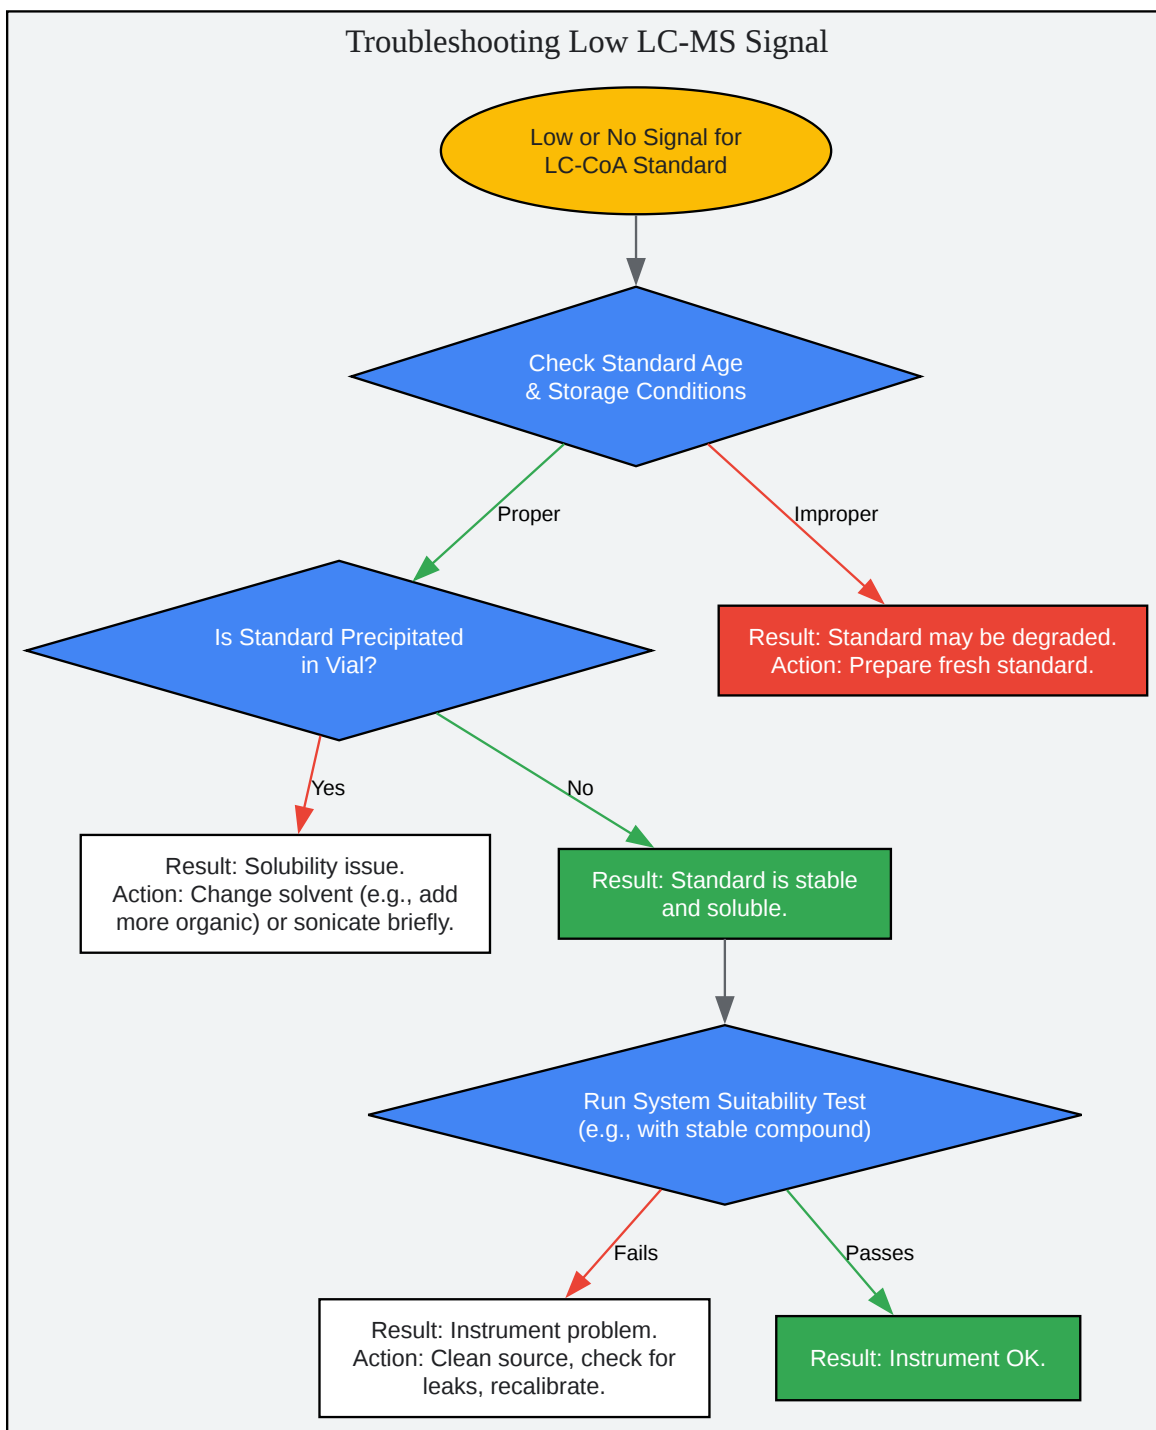 Troubleshooting Low LC-MS Signal
Low or No Signal for
LC-CoA Standard
Check Standard Age
& Storage Conditions
Proper
Improper
Is Standard Precipitated
in Vial?
Result: Standard may be degraded.
Action: Prepare fresh standard.
Yes
No
Result: Solubility issue.
Action: Change solvent (e.g., add
more organic) or sonicate briefly.
Result: Standard is stable
and soluble.
Run System Suitability Test
(e.g., with stable compound)
Fails
Passes
Result: Instrument problem.
Action: Clean source, check for
leaks, recalibrate.
Result: Instrument OK.